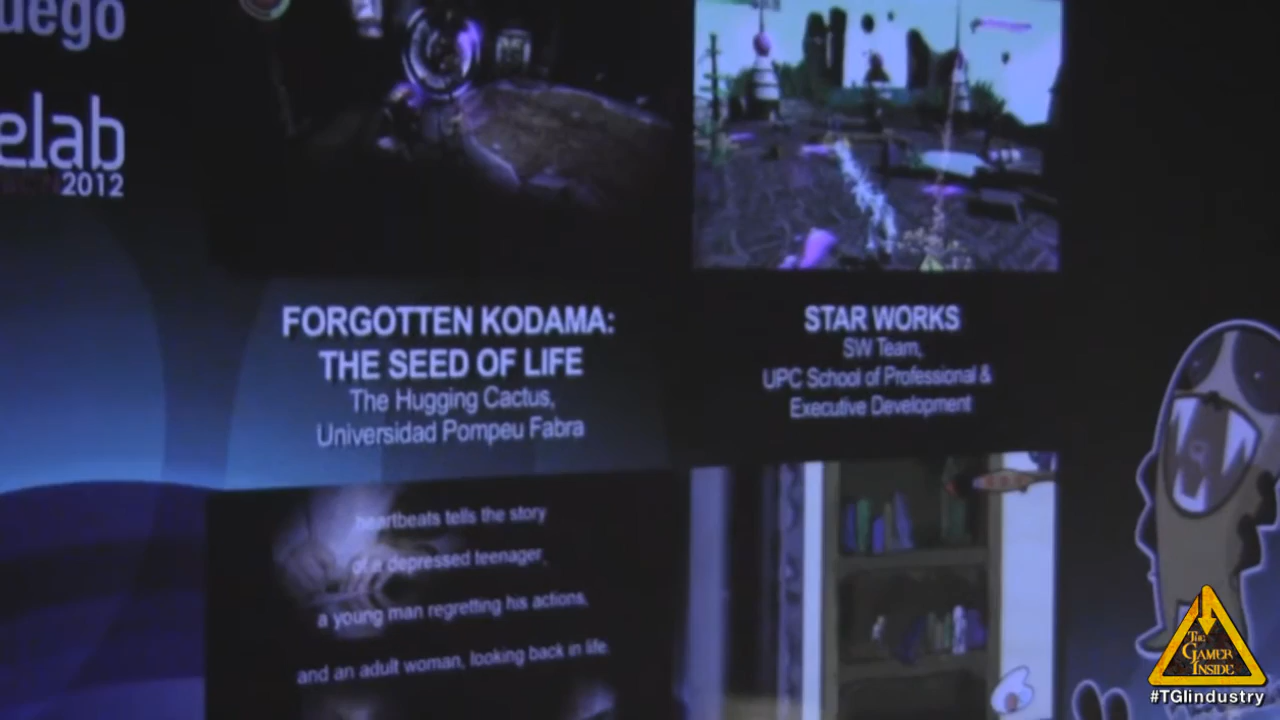 uego
elab
2012
FORGOTTEN KODAMA:
THE SEED OF LIFE
The Hugging Cactus,
Universidad Pompeu Fabra
STAR WORKS
SW Team,
UPC School of Professional &
Executive Development
heartbeats tells the story
of a depressed teenager,
a young man regretting his actions,
and an adult woman, looking back in life.
THE
GAMER
INSIDE
#TGIindustry